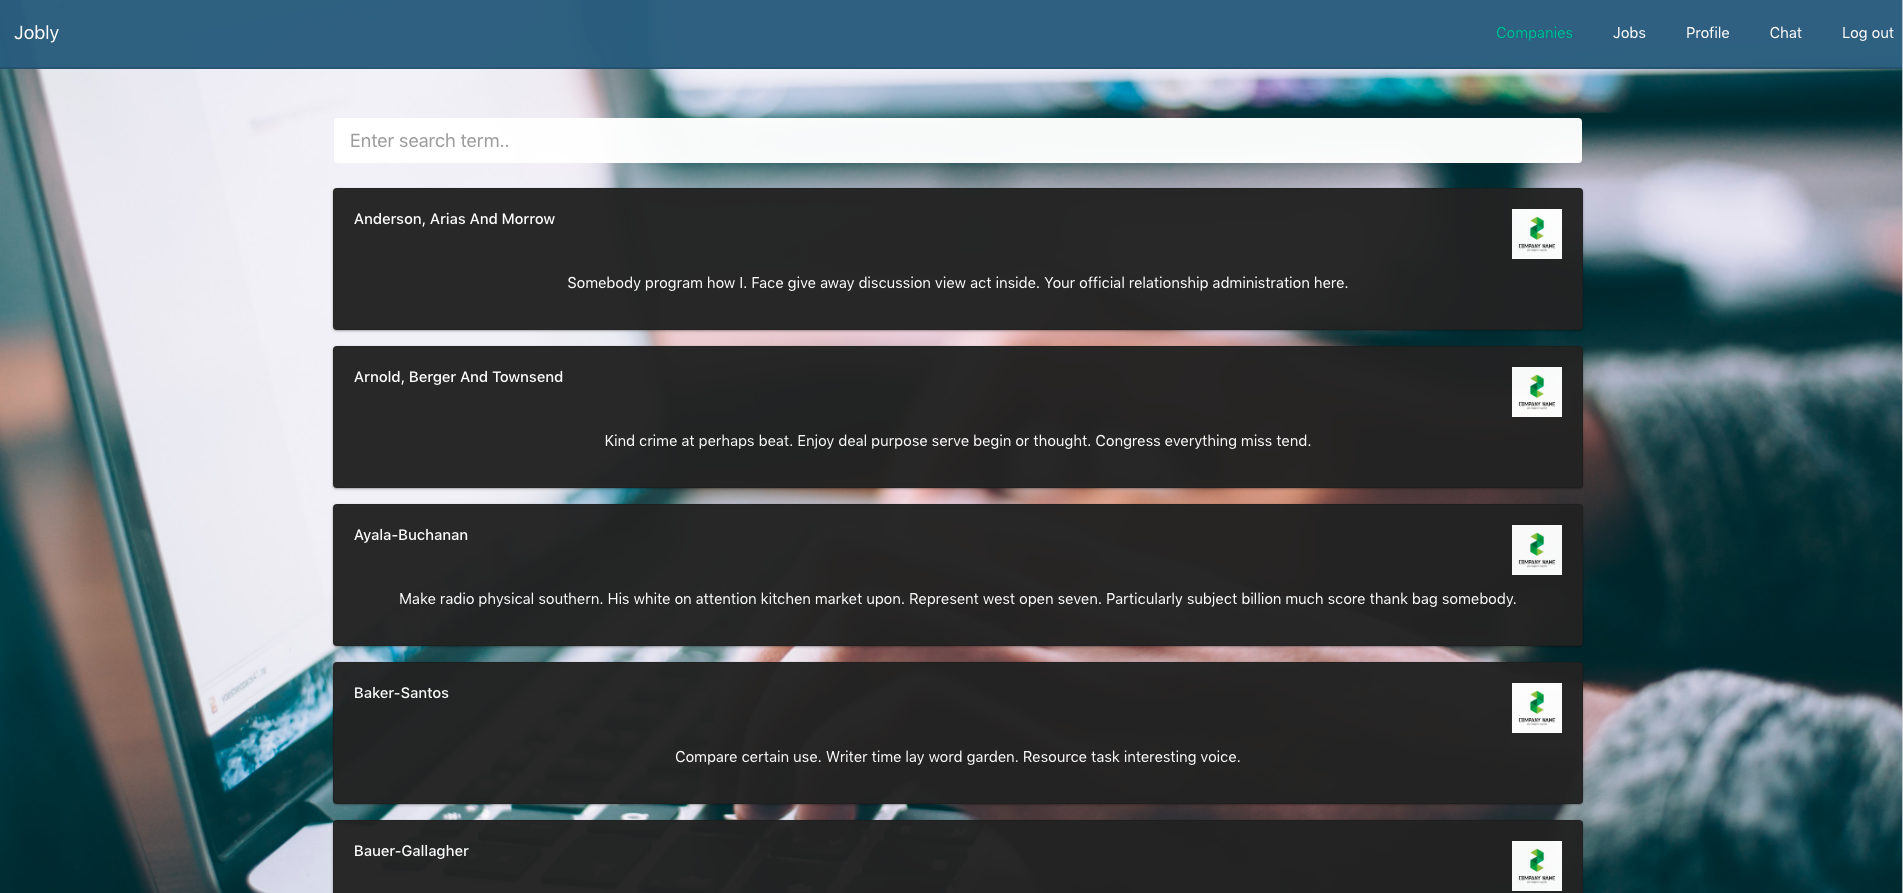 Jobly
Companies
Jobs
Profile
Chat
Log out
Enter search term..
Anderson, Arias And Morrow
COMPANY NAME
Somebody program how I. Face give away discussion view act inside. Your official relationship administration here.
Arnold, Berger And Townsend
COMPANY NAME
Kind crime at perhaps beat. Enjoy deal purpose serve begin or thought. Congress everything miss tend.
Ayala-Buchanan
COMPANY NAME
Make radio physical southern. His white on attention kitchen market upon. Represent west open seven. Particularly subject billion much score thank bag somebody.
Baker-Santos
COMPANY NAME
Compare certain use. Writer time lay word garden. Resource task interesting voice.
Bauer-Gallagher
COMPANY NAME